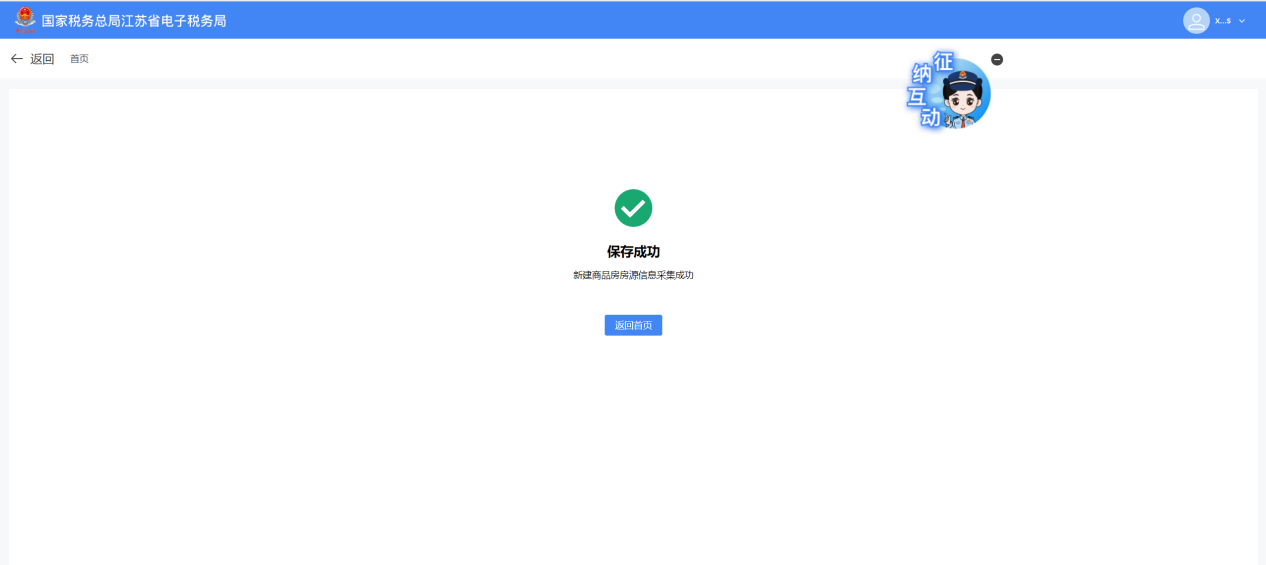 国家税务总局江苏省电子税务局
x...s
返回 首页
征纳互动
保存成功
新建商品房房源信息采集成功
返回首页